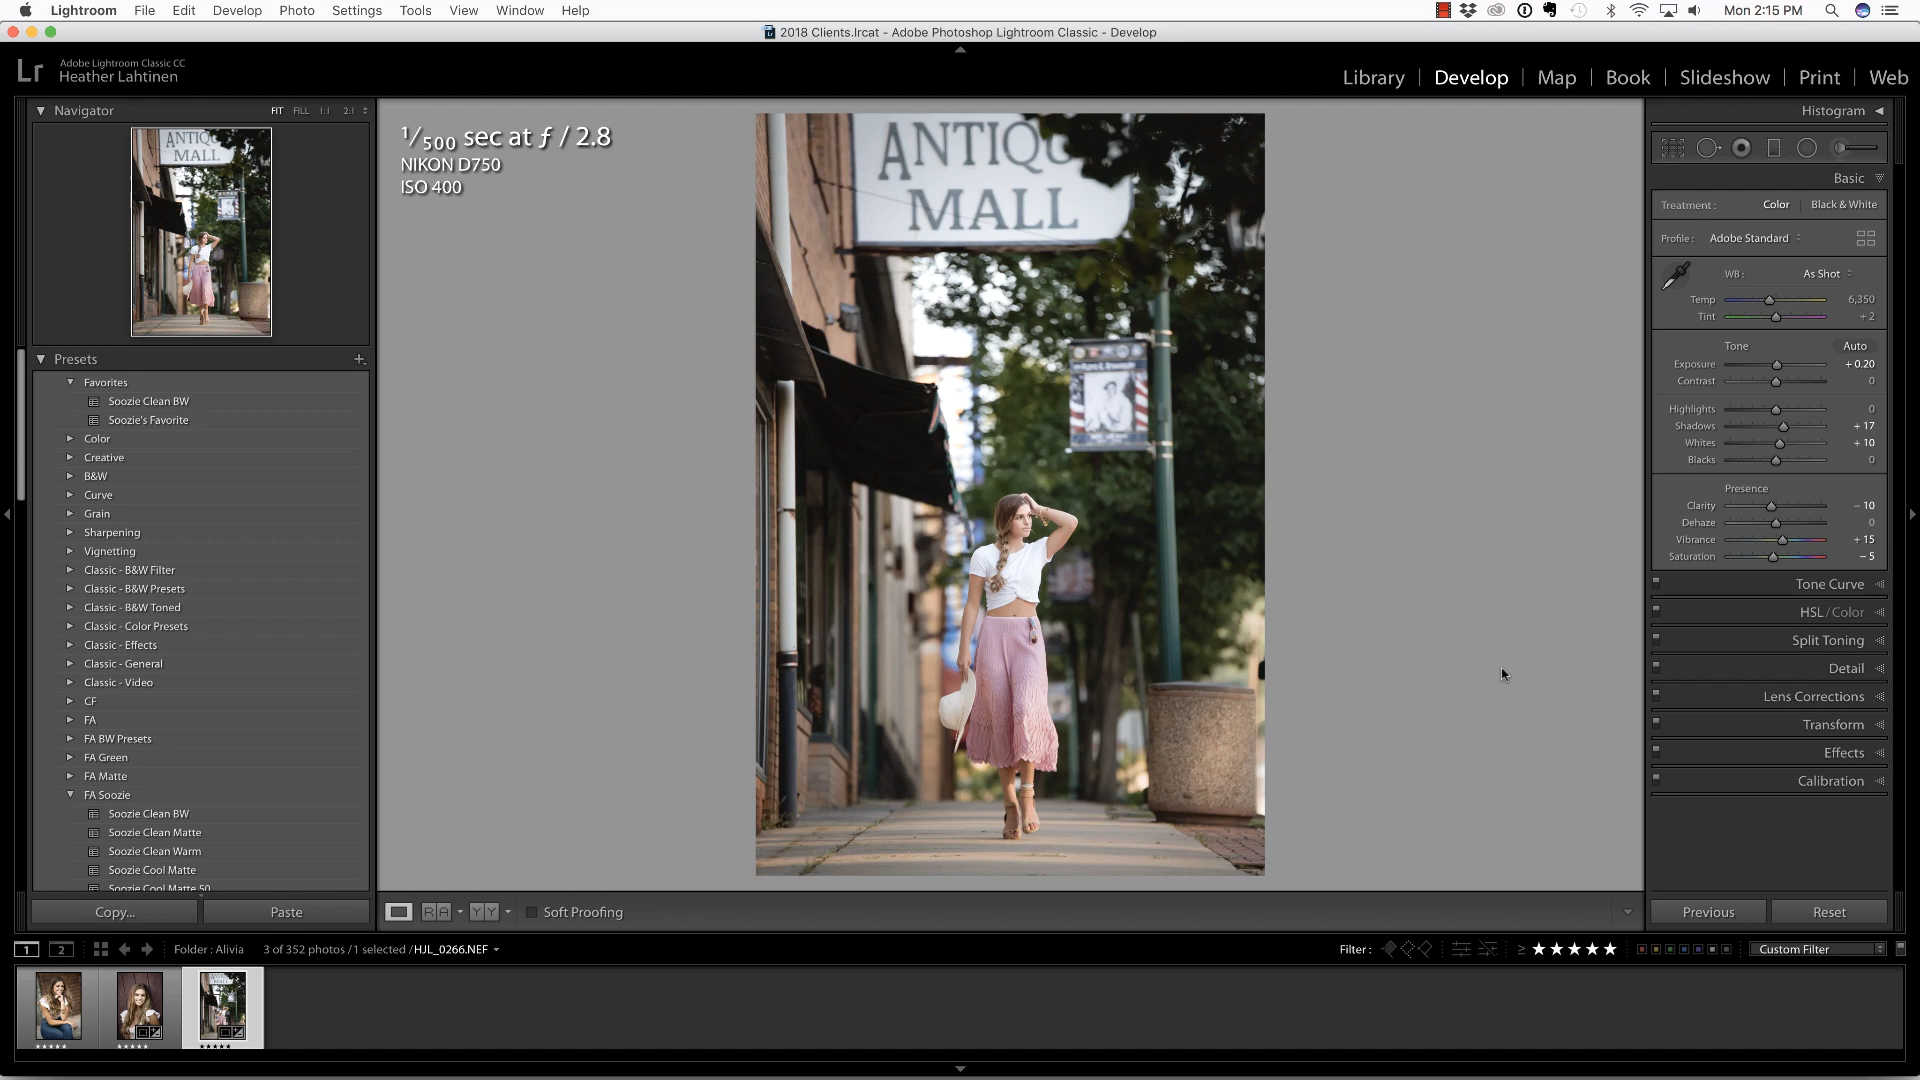 Lightroom File Edit Develop Photo Settings Tools View Window Help Mon 2:15 PM
2018 Clients.lrcat - Adobe Photoshop Lightroom Classic - Develop
Lr
Adobe Lightroom Classic CC
Heather Lahtinen
Library | Develop | Map | Book | Slideshow | Print | Web
Navigator FIT FILL 1:1 2:1
ANTIQU
MALL
Presets +
Favorites
Soozie Clean BW
Soozie's Favorite
Color
Creative
B&W
Curve
Grain
Sharpening
Vignetting
Classic - B&W Filter
Classic - B&W Presets
Classic - B&W Toned
Classic - Color Presets
Classic - Effects
Classic - General
Classic - Video
CF
FA
FA BW Presets
FA Green
FA Matte
FA Soozie
Soozie Clean BW
Soozie Clean Matte
Soozie Clean Warm
Soozie Cool Matte
Soozie Cool Matte 50
Copy... Paste
1/500 sec at ƒ / 2.8
NIKON D750
ISO 400
ANTIQU
MALL
Histogram
Basic
Treatment : Color | Black & White
Profile : Adobe Standard
WB : As Shot
Temp 6,350
Tint + 2
Tone Auto
Exposure + 0.20
Contrast 0
Highlights 0
Shadows + 17
Whites + 10
Blacks 0
Presence
Clarity - 10
Dehaze 0
Vibrance + 15
Saturation - 5
Tone Curve
HSL / Color
Split Toning
Detail
Lens Corrections
Transform
Effects
Calibration
Previous Reset
R A Y Y Soft Proofing
1 2 Folder : Alivia 3 of 352 photos / 1 selected / HJL_0266.NEF Filter : ≥ ★★★★★ Custom Filter